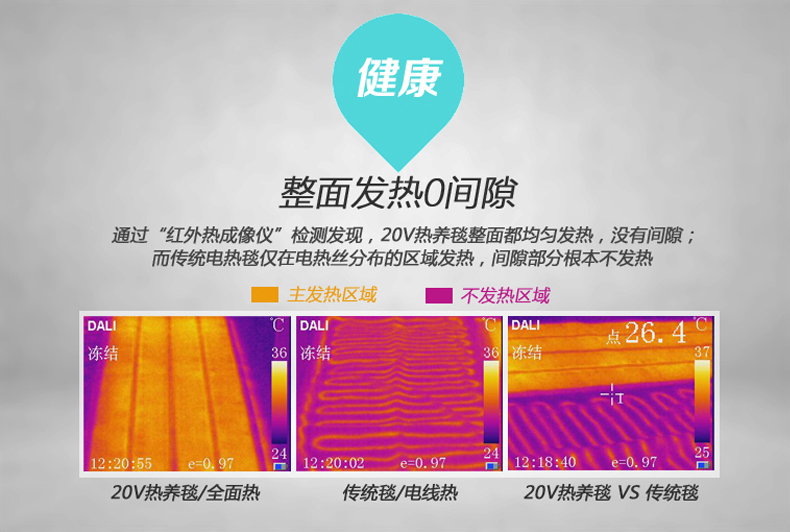 健康
整面发热0间隙
通过“红外热成像仪”检测发现，20V热养毯整面都均匀发热，没有间隙；
而传统电热毯仅在电热丝分布的区域发热，间隙部分根本不发热
主发热区域
不发热区域
DALI
℃
冻结
36
24
12:20:55
e=0.97
DALI
℃
冻结
36
24
12:20:02
e=0.97
DALI
点26.4
℃
冻结
37
25
12:18:40
e=0.97
20V热养毯/全面热
传统毯/电线热
20V热养毯 VS 传统毯